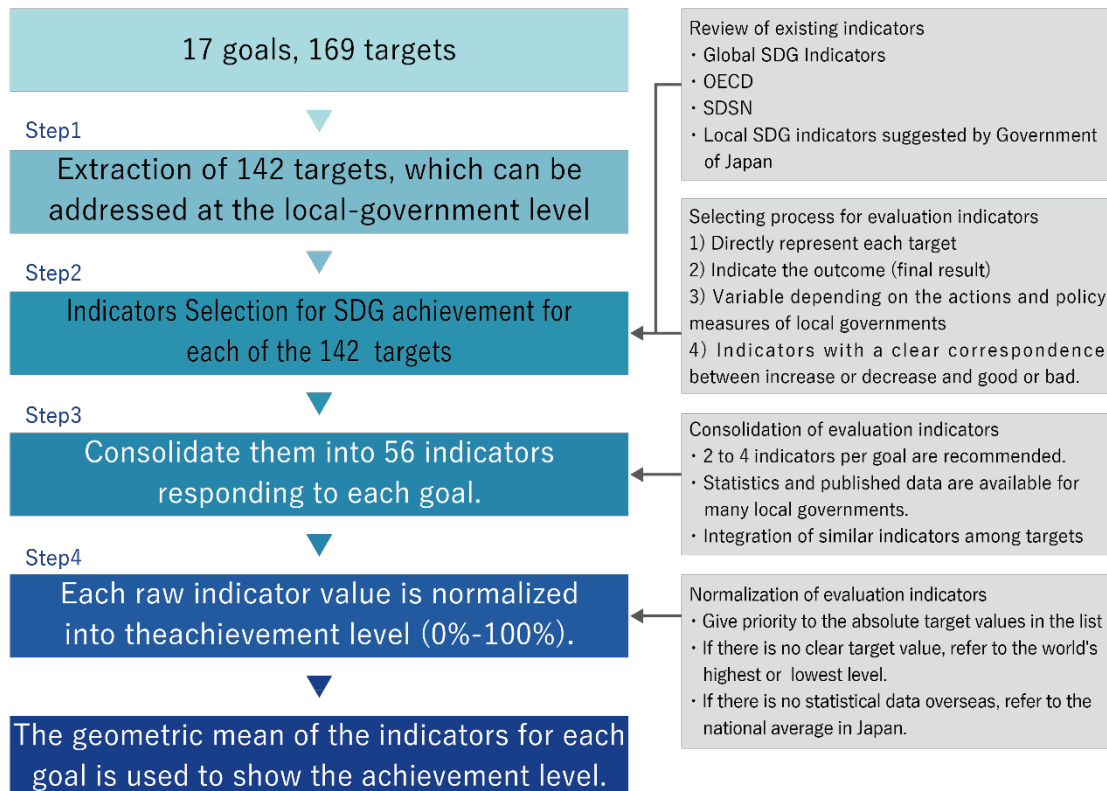 17 goals, 169 targets
Step1
Extraction of 142 targets, which can be
addressed at the local-government level
Step2
Indicators Selection for SDG achievement for
each of the 142 targets
Step3
Consolidate them into 56 indicators
responding to each goal.
Step4
Each raw indicator value is normalized
into theachievement level (0%-100%).
The geometric mean of the indicators for each
goal is used to show the achievement level.
Review of existing indicators
・Global SDG Indicators
・OECD
・SDSN
・Local SDG indicators suggested by Government
of Japan
Selecting process for evaluation indicators
1) Directly represent each target
2) Indicate the outcome (final result)
3) Variable depending on the actions and policy
measures of local governments
4) Indicators with a clear correspondence
between increase or decrease and good or bad.
Consolidation of evaluation indicators
・2 to 4 indicators per goal are recommended.
・Statistics and published data are available for
many local governments.
・Integration of similar indicators among targets
Normalization of evaluation indicators
・Give priority to the absolute target values in the list
・If there is no clear target value, refer to the world's
highest or lowest level.
・If there is no statistical data overseas, refer to the
national average in Japan.